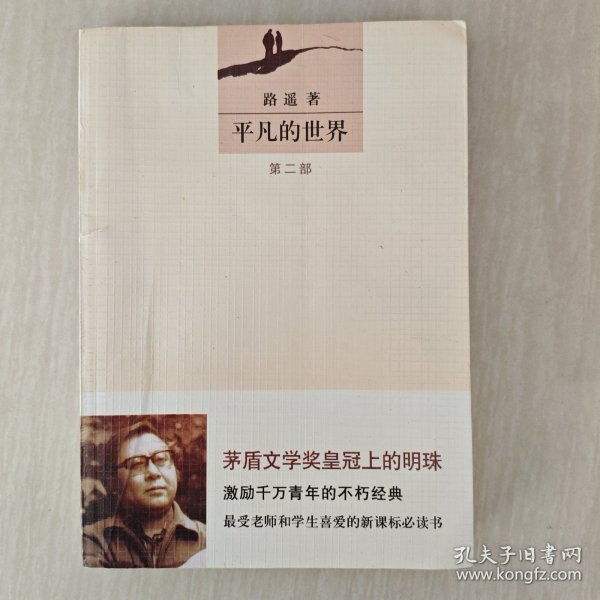 路遥 著
平凡的世界
第二部
茅盾文学奖皇冠上的明珠
激励千万青年的不朽经典
最受老师和学生喜爱的新课标必读书
孔夫子旧书网
www.kongfz.com